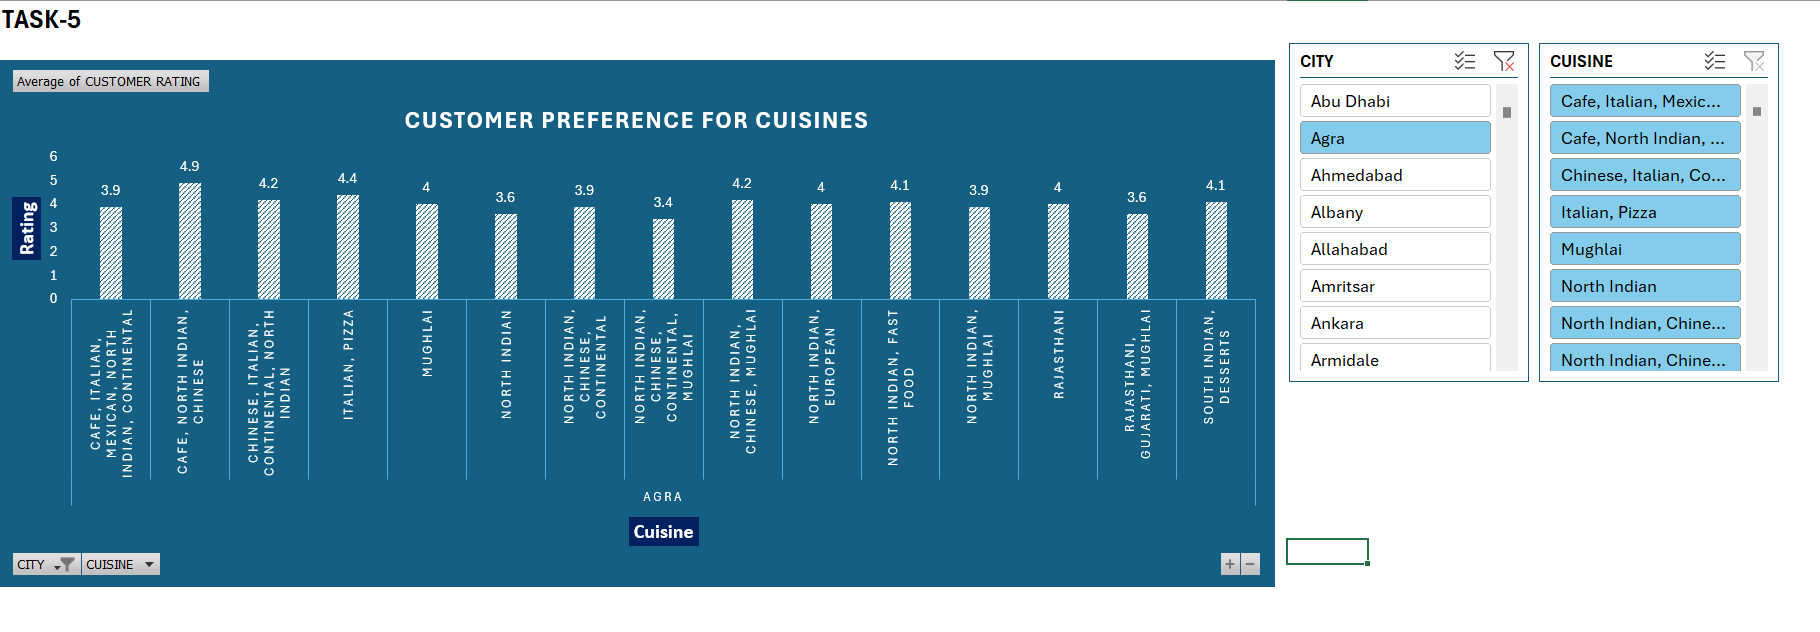 TASK-5
Average of CUSTOMER RATING
CUSTOMER PREFERENCE FOR CUISINES
Rating
6
5
4
3
2
1
0
3.9
4.9
4.2
4.4
4
3.6
3.9
3.4
4.2
4
4.1
3.9
4
3.6
4.1
CAFE, ITALIAN,
MEXICAN, NORTH
INDIAN, CONTINENTAL
CAFE, NORTH INDIAN,
CHINESE
CHINESE, ITALIAN,
CONTINENTAL, NORTH
INDIAN
ITALIAN, PIZZA
MUGHLAI
NORTH INDIAN
NORTH INDIAN,
CHINESE,
CONTINENTAL
NORTH INDIAN,
CHINESE,
CONTINENTAL,
MUGHLAI
NORTH INDIAN,
CHINESE, MUGHLAI
NORTH INDIAN,
EUROPEAN
NORTH INDIAN, FAST
FOOD
NORTH INDIAN,
MUGHLAI
RAJASTHANI
RAJASTHANI,
GUJARATI, MUGHLAI
SOUTH INDIAN,
DESSERTS
AGRA
Cuisine
CITY
CUISINE
+ −
CITY
Abu Dhabi
Agra
Ahmedabad
Albany
Allahabad
Amritsar
Ankara
Armidale
CUISINE
Cafe, Italian, Mexic...
Cafe, North Indian, ...
Chinese, Italian, Co...
Italian, Pizza
Mughlai
North Indian
North Indian, Chine...
North Indian, Chine...